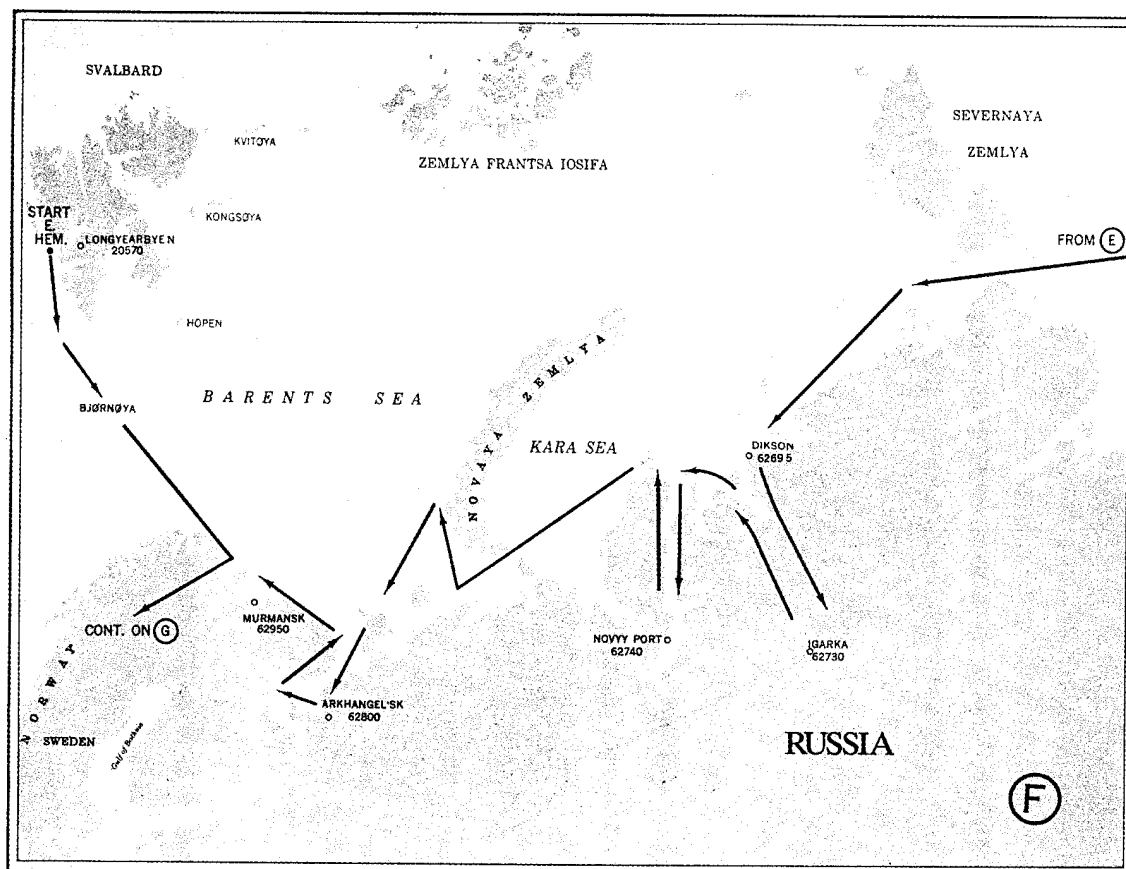 SVALBARD
KVITØYA
ZEMLYA FRANTSA IOSIFA
SEVERNAYA
ZEMLYA
START
E.
HEM.
LONGYEARBYEN
20570
KONGSØYA
FROM E
HOPEN
BJØRNØYA
BARENTS SEA
NOVAYA ZEMLYA
KARA SEA
DIKSON
62695
MURMANSK
62950
CONT. ON G
NOVYY PORT
62740
IGARKA
62730
NORWAY
ARKHANGEL'SK
62800
SWEDEN
Gulf of Bothnia
RUSSIA
F